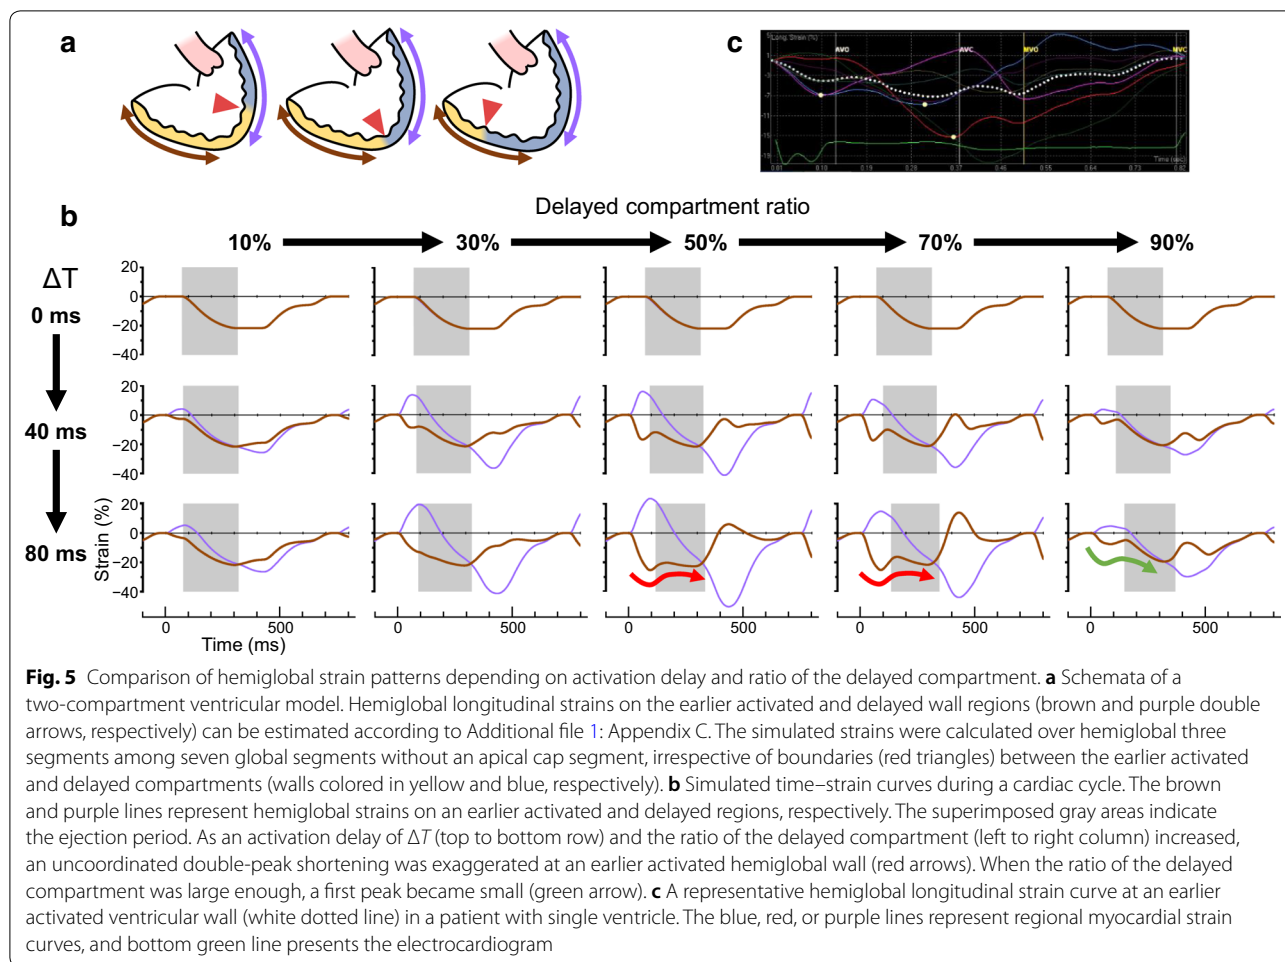 a
c
Long. Strain (%)
AVO
AVC
MVO
MVC
Time (sec)
b
Delayed compartment ratio
10% 30% 50% 70% 90%
ΔT
0 ms
40 ms
80 ms
20
0
−20
−40
20
0
−20
−40
20
0
−20
−40
Strain (%)
0 500 0 500 0 500 0 500 0 500
Time (ms)
Fig. 5 Comparison of hemiglobal strain patterns depending on activation delay and ratio of the delayed compartment. a Schemata of a
two-compartment ventricular model. Hemiglobal longitudinal strains on the earlier activated and delayed wall regions (brown and purple double
arrows, respectively) can be estimated according to Additional file 1: Appendix C. The simulated strains were calculated over hemiglobal three
segments among seven global segments without an apical cap segment, irrespective of boundaries (red triangles) between the earlier activated
and delayed compartments (walls colored in yellow and blue, respectively). b Simulated time–strain curves during a cardiac cycle. The brown
and purple lines represent hemiglobal strains on an earlier activated and delayed regions, respectively. The superimposed gray areas indicate
the ejection period. As an activation delay of ΔT (top to bottom row) and the ratio of the delayed compartment (left to right column) increased,
an uncoordinated double-peak shortening was exaggerated at an earlier activated hemiglobal wall (red arrows). When the ratio of the delayed
compartment was large enough, a first peak became small (green arrow). c A representative hemiglobal longitudinal strain curve at an earlier
activated ventricular wall (white dotted line) in a patient with single ventricle. The blue, red, or purple lines represent regional myocardial strain
curves, and bottom green line presents the electrocardiogram